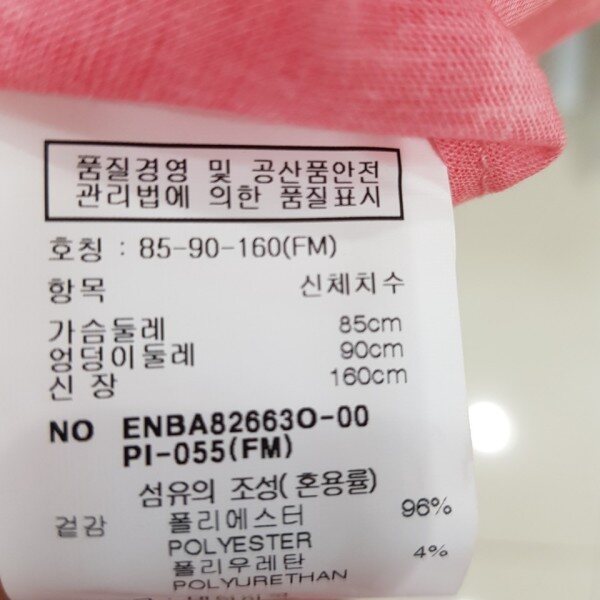 품질경영 및 공산품안전
관리법에 의한 품질표시
호칭 : 85-90-160(FM)
항목 신체치수
가슴둘레 85cm
엉덩이둘레 90cm
신 장 160cm
NO ENBA82663O-00
PI-055(FM)
섬유의 조성( 혼용률)
겉감 폴리에스터 96%
POLYESTER
폴리우레탄 4%
POLYURETHAN